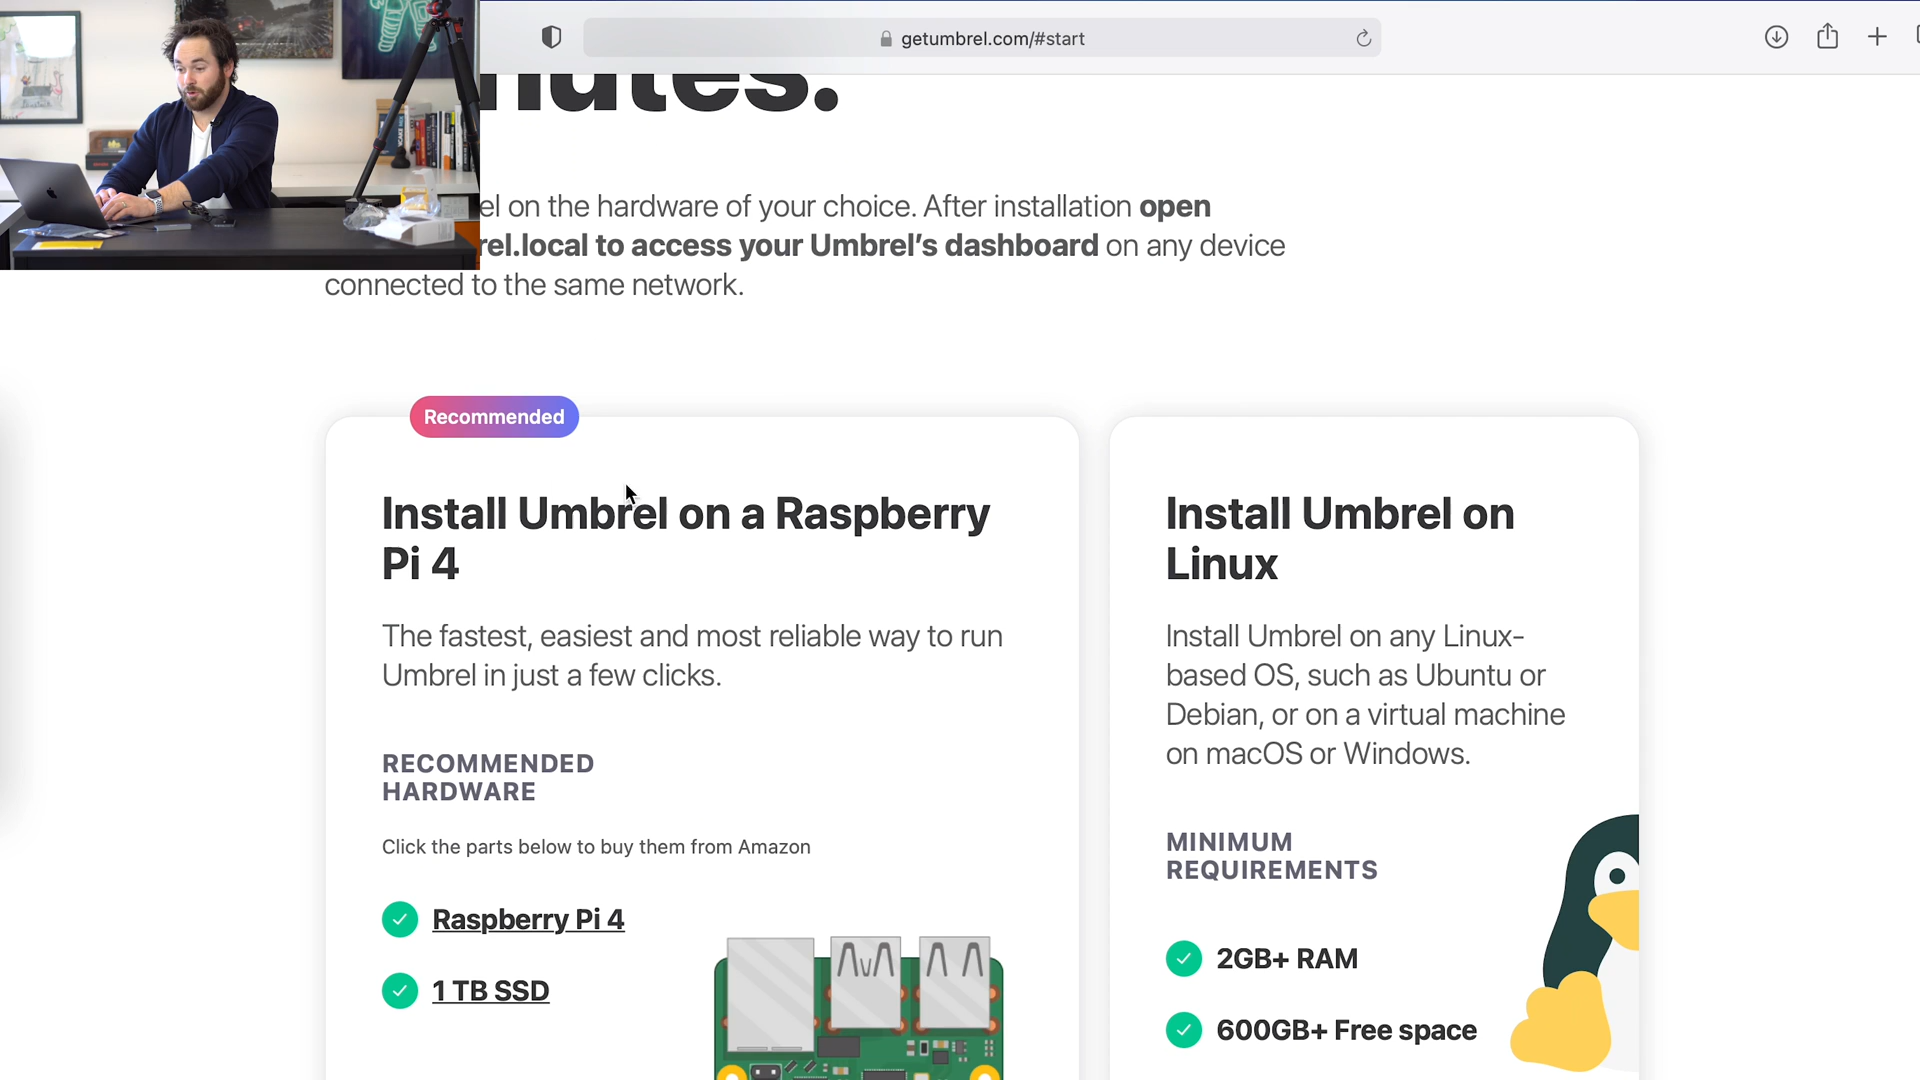 getumbrel.com/#start
nutes.
el on the hardware of your choice. After installation open
rel.local to access your Umbrel's dashboard on any device
connected to the same network.
Recommended
Install Umbrel on a Raspberry
Pi 4
The fastest, easiest and most reliable way to run
Umbrel in just a few clicks.
RECOMMENDED
HARDWARE
Click the parts below to buy them from Amazon
Raspberry Pi 4
1 TB SSD
Install Umbrel on
Linux
Install Umbrel on any Linux-
based OS, such as Ubuntu or
Debian, or on a virtual machine
on macOS or Windows.
MINIMUM
REQUIREMENTS
2GB+ RAM
600GB+ Free space